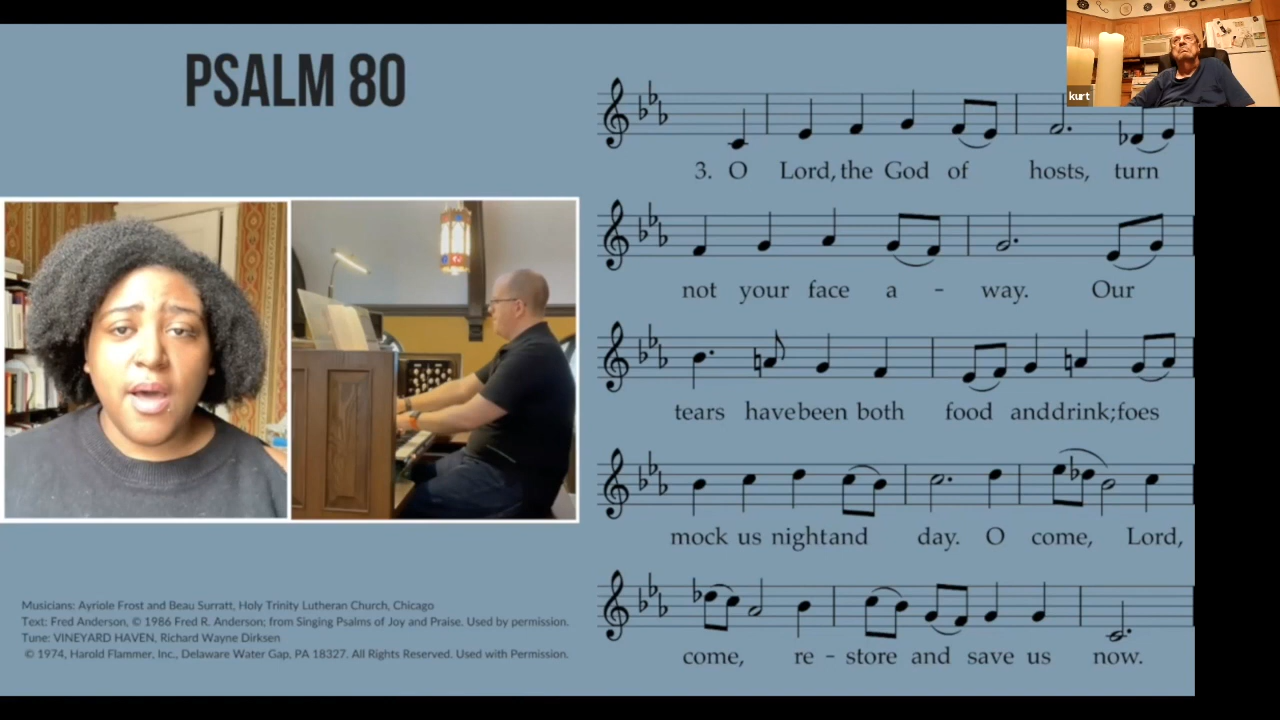 PSALM 80
kurt
3. O Lord, the God of hosts, turn
not your face a - way. Our
tears have been both food and drink; foes
mock us night and day. O come, Lord,
come, re - store and save us now.
Musicians: Ayriole Frost and Beau Surratt, Holy Trinity Lutheran Church, Chicago
Text: Fred Anderson, © 1986 Fred R. Anderson; from Singing Psalms of Joy and Praise. Used by permission.
Tune: VINEYARD HAVEN, Richard Wayne Dirksen
© 1974, Harold Flammer, Inc., Delaware Water Gap, PA 18327. All Rights Reserved. Used with Permission.